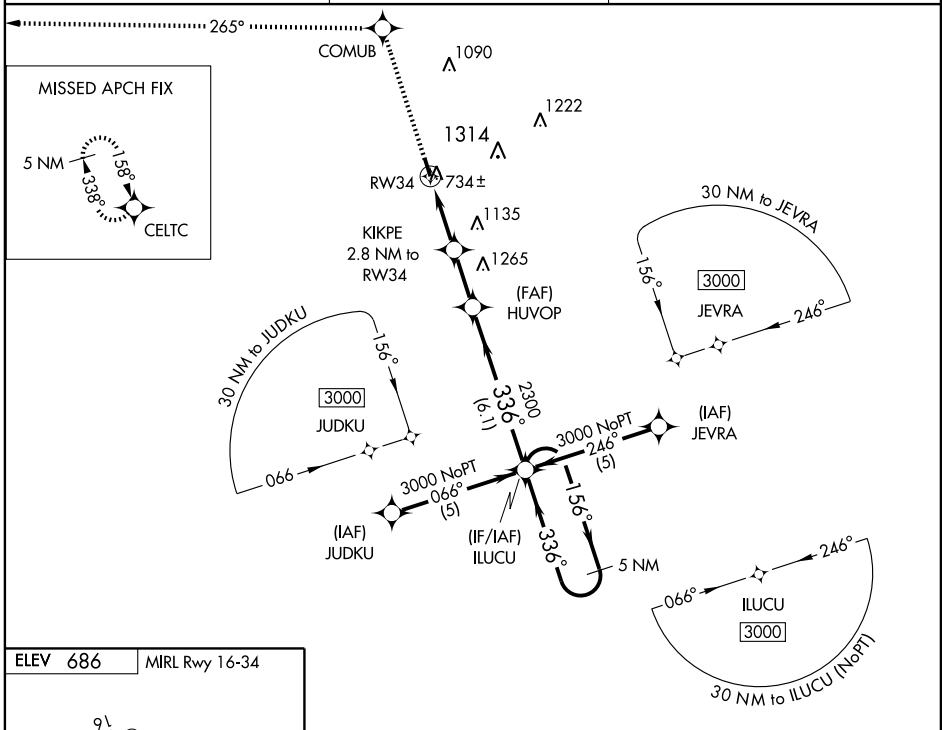 265°
COMUB
1090
MISSED APCH FIX
1222
1314
5 NM
158°
338°
CELTC
RW34
734±
30 NM to JEVRA
1135
KIKPE
2.8 NM to
RW34
1265
156°
3000
JEVRA
246°
(FAF)
HUVOP
30 NM to JUDKU
156°
3000
JUDKU
066
2300
336°
(6.1)
(IAF)
JEVRA
3000 NoPT
246°
(5)
3000 NoPT
066°
(5)
(IAF)
JUDKU
(IF/IAF)
ILUCU
156°
336°
5 NM
066°
246°
ILUCU
3000
30 NM to ILUCU (NoPT)
ELEV 686
MIRL Rwy 16-34
16